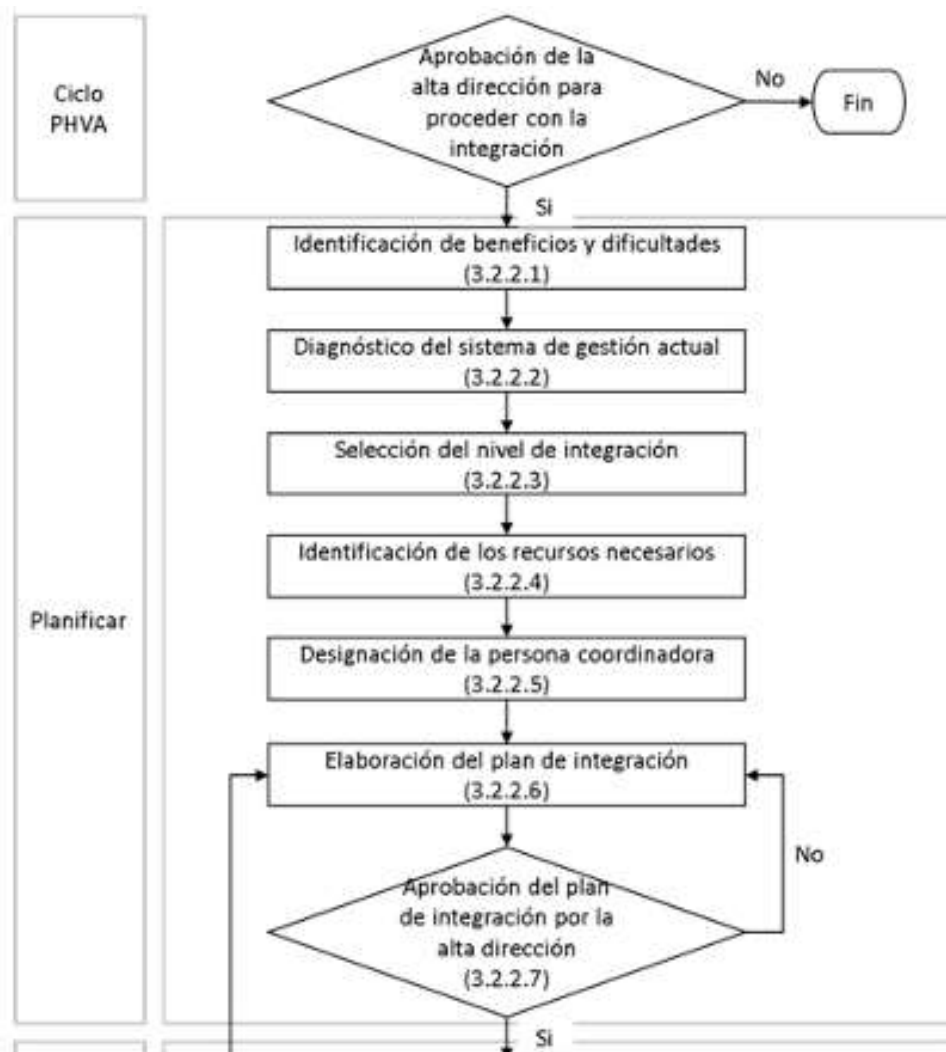 Ciclo
PHVA
Aprobación de la
alta dirección para
proceder con la
integración
No
Fin
Si
Planificar
Identificación de beneficios y dificultades
(3.2.2.1)
Diagnóstico del sistema de gestión actual
(3.2.2.2)
Selección del nivel de integración
(3.2.2.3)
Identificación de los recursos necesarios
(3.2.2.4)
Designación de la persona coordinadora
(3.2.2.5)
Elaboración del plan de integración
(3.2.2.6)
Aprobación del plan
de integración por la
alta dirección
(3.2.2.7)
No
Si